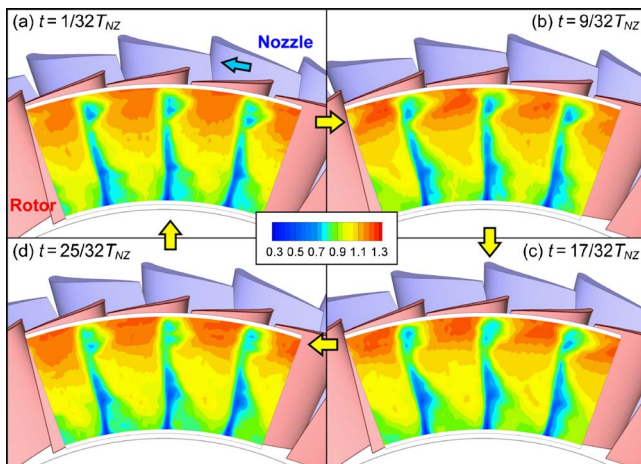 (a) t = 1/32T_NZ
Nozzle
(b) t = 9/32T_NZ
Rotor
(d) t = 25/32T_NZ
0.3 0.5 0.7 0.9 1.1 1.3
(c) t = 17/32T_NZ